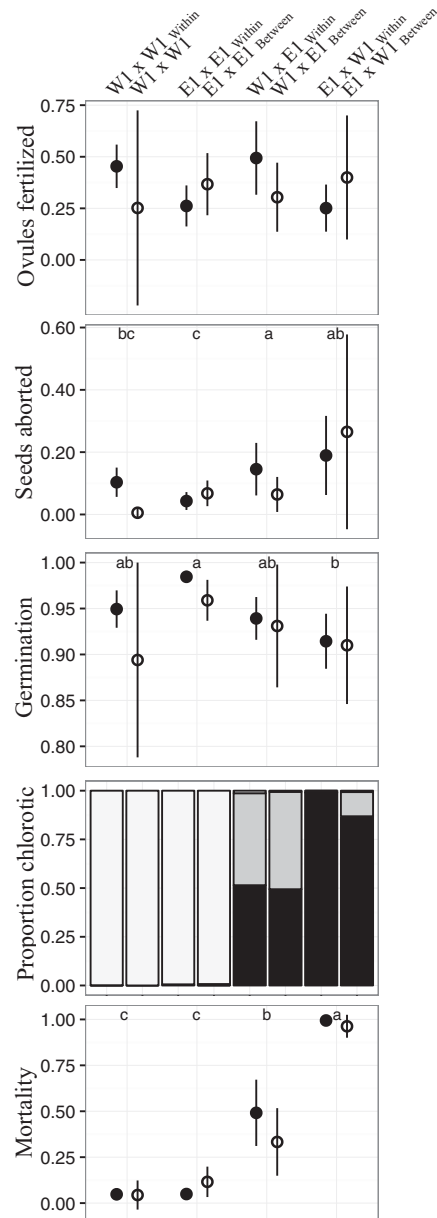 W1 x W1 Within
W1 x W1
E1 x E1 Within
E1 x E1 Between
W1 x E1 Within
W1 x E1 Between
E1 x W1 Within
E1 x W1 Between
Ovules fertilized
0.75
0.50
0.25
0.00
Seeds aborted
0.60
0.40
0.20
0.00
bc c a ab
Germination
1.00
0.95
0.90
0.85
0.80
ab a ab b
Proportion chlorotic
1.00
0.75
0.50
0.25
0.00
Mortality
1.00
0.75
0.50
0.25
0.00
c c b a